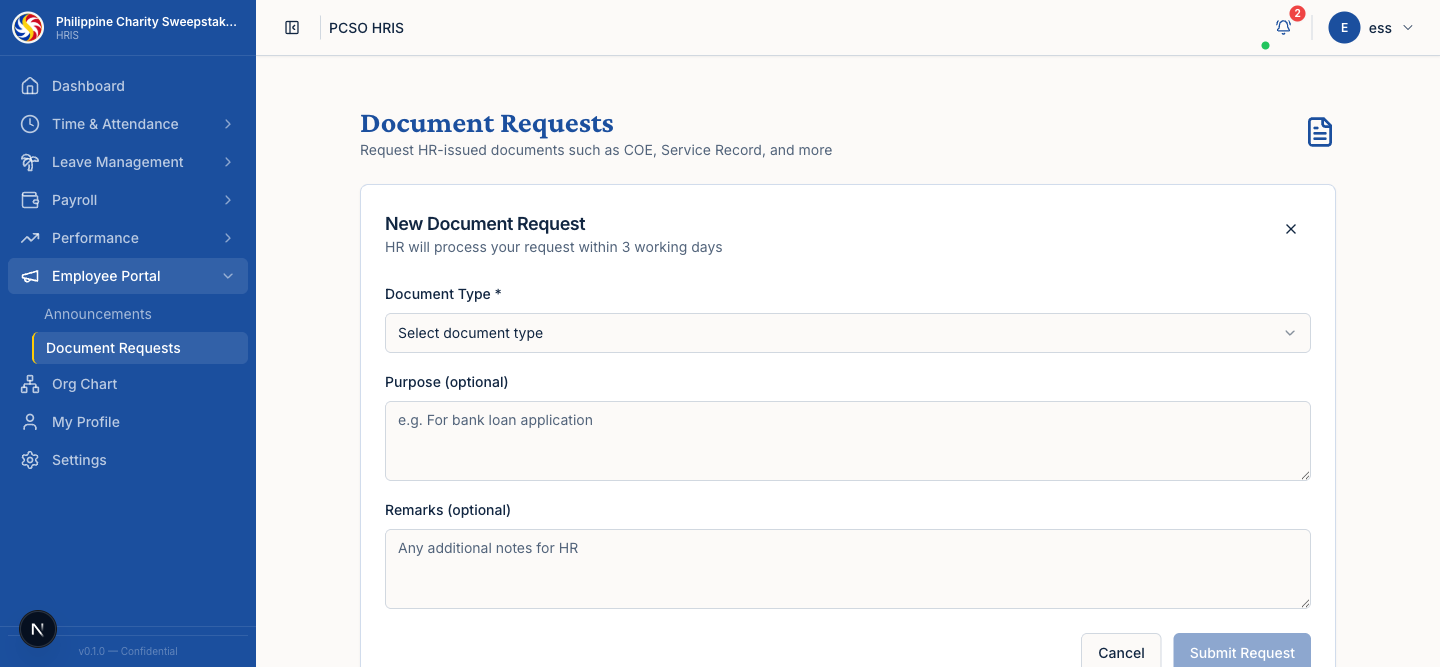 Philippine Charity Sweepstak...
HRIS
PCSO HRIS
2
E
ess
Dashboard
Time & Attendance
Leave Management
Payroll
Performance
Employee Portal
Announcements
Document Requests
Org Chart
My Profile
Settings
N
v0.1.0 — Confidential
Document Requests
Request HR-issued documents such as COE, Service Record, and more
New Document Request
HR will process your request within 3 working days
Document Type *
Select document type
Purpose (optional)
e.g. For bank loan application
Remarks (optional)
Any additional notes for HR
Cancel
Submit Request